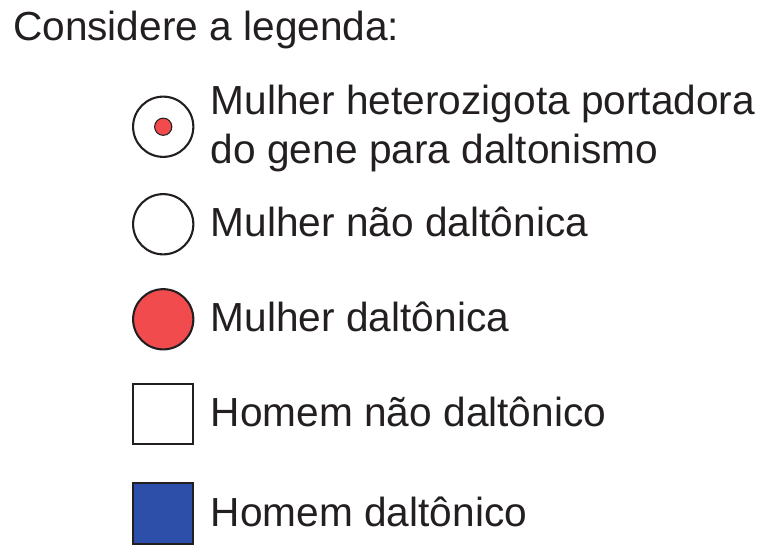 Considere a legenda:
Mulher heterozigota portadora
do gene para daltonismo
Mulher não daltônica
Mulher daltônica
Homem não daltônico
Homem daltônico